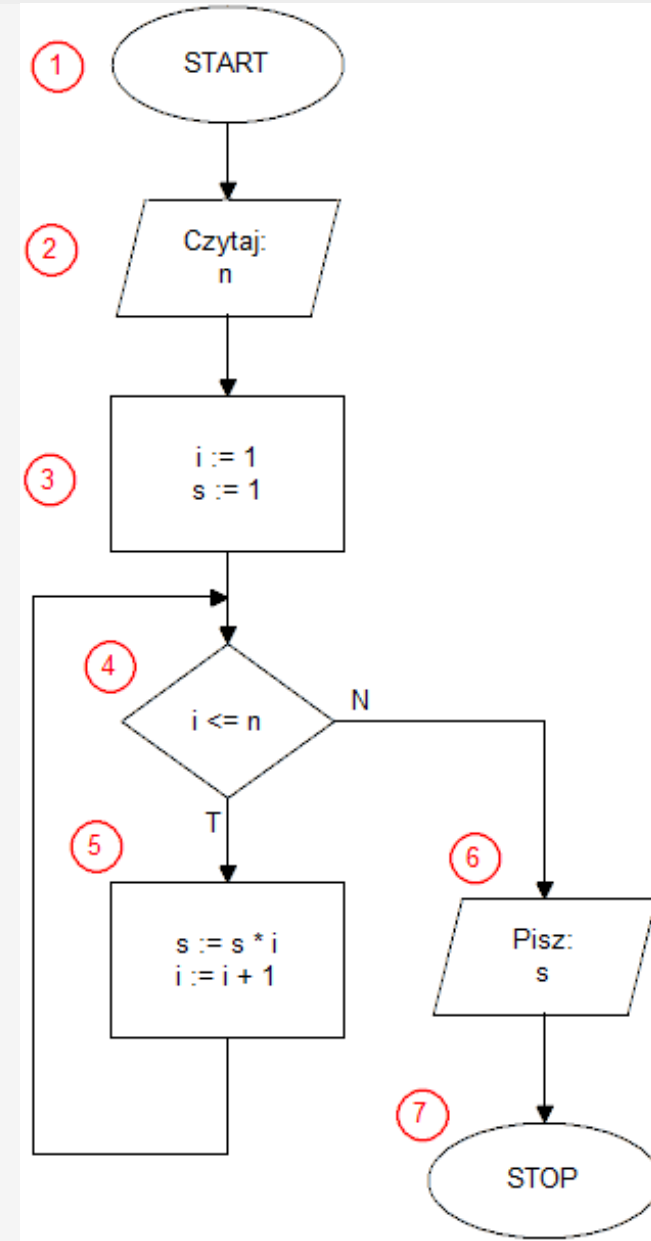 1
START
2
Czytaj:
n
3
i := 1
s := 1
4
i <= n
N
T
5
s := s * i
i := i + 1
6
Pisz:
s
7
STOP